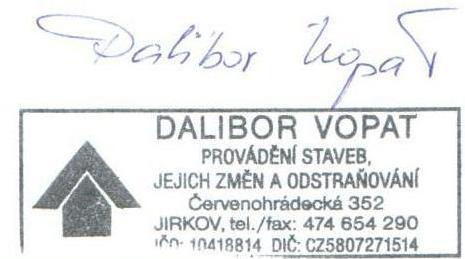 Dalibor Vopat
DALIBOR VOPAT
PROVÁDĚNÍ STAVEB,
JEJICH ZMĚN A ODSTRAŇOVÁNÍ
Červenohrádecká 352
JIRKOV, tel./fax: 474 654 290
IČO: 10418814 DIČ: CZ5807271514